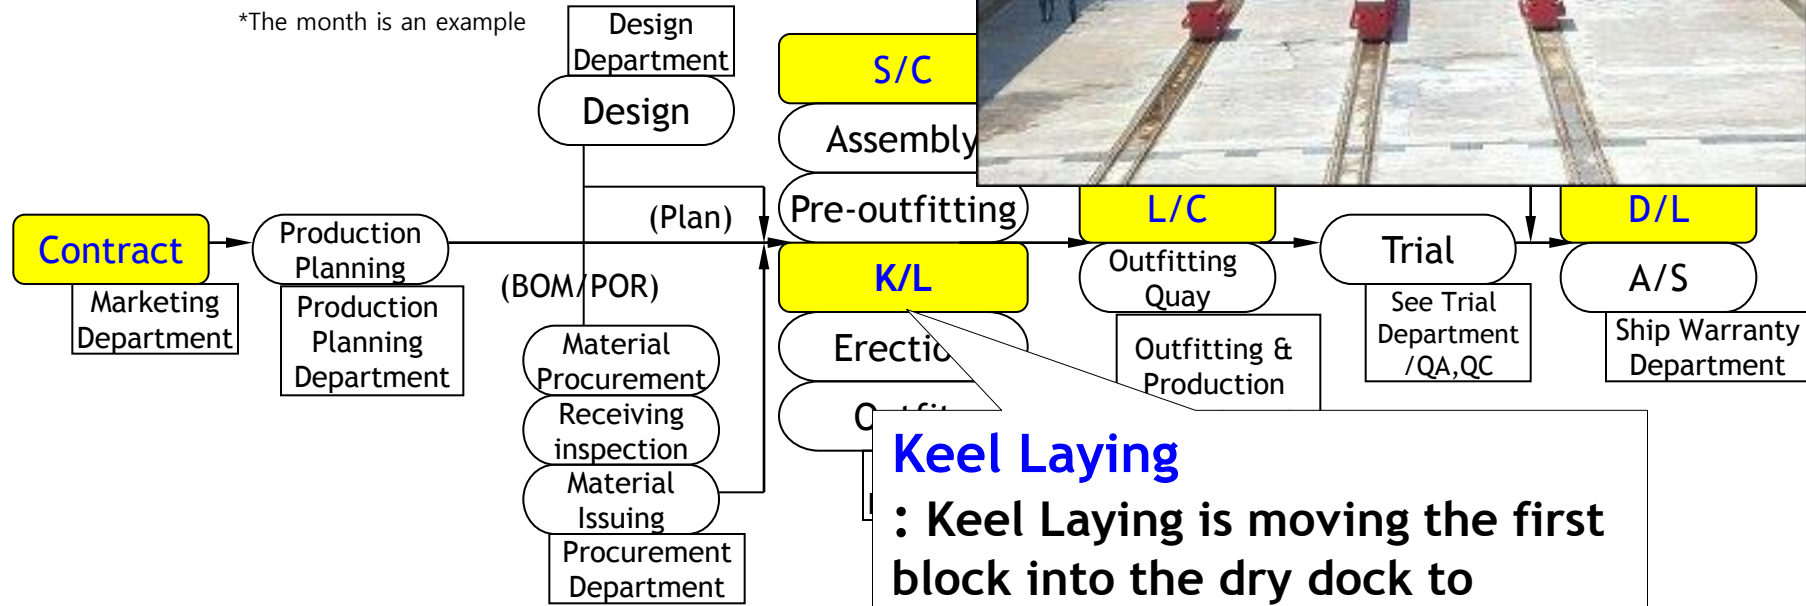 *The month is an example
Design
Department
Design
S/C
Assembly
Pre-outfitting
(Plan)
Contract
Marketing
Department
Production
Planning
Production
Planning
Department
(BOM/POR)
Material
Procurement
Receiving
inspection
Material
Issuing
Procurement
Department
K/L
Erectio
L/C
Outfitting
Quay
Outfitting &
Production
Trial
See Trial
Department
/QA,QC
D/L
A/S
Ship Warranty
Department
Keel Laying
: Keel Laying is moving the first
block into the dry dock to